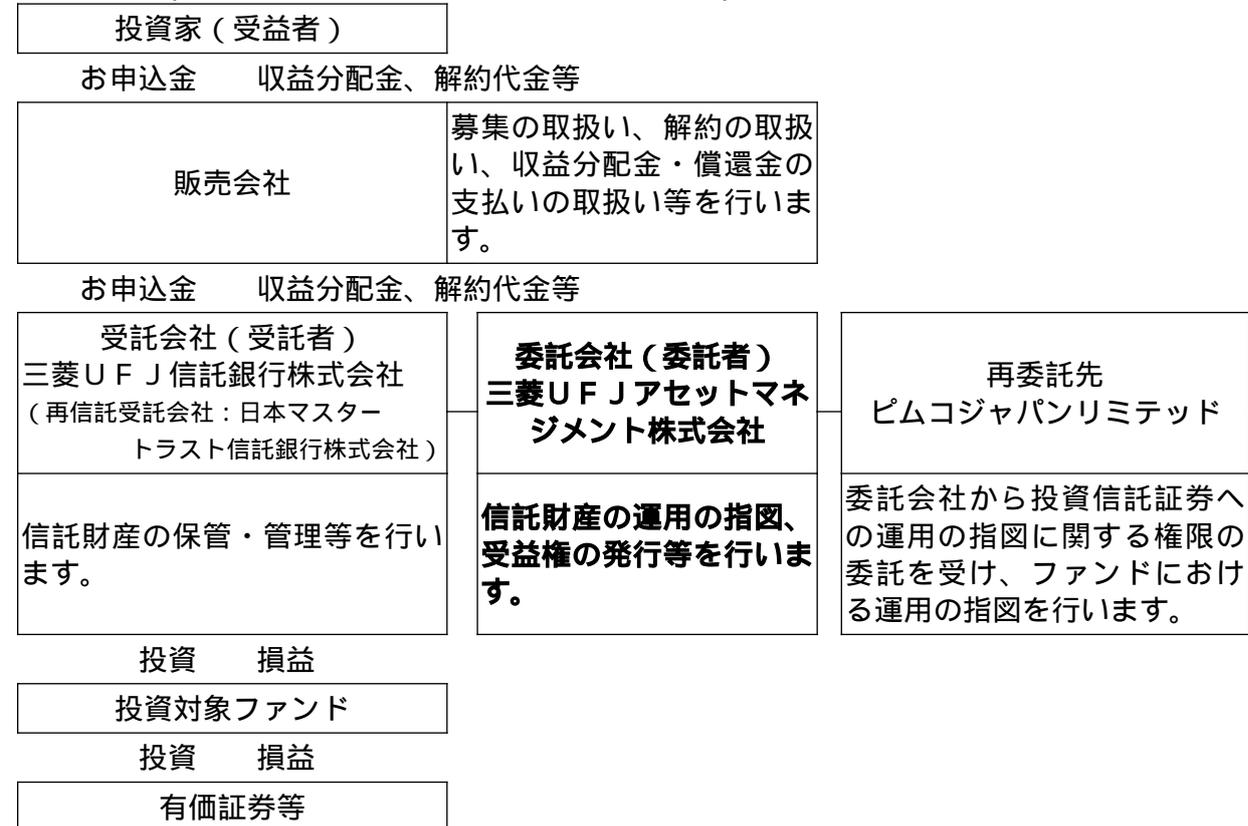 投資家（受益者）
お申込金　　収益分配金、解約代金等
販売会社
募集の取扱い、解約の取扱
い、収益分配金・償還金の
支払いの取扱い等を行いま
す。
お申込金　　収益分配金、解約代金等
受託会社（受託者）
三菱ＵＦＪ信託銀行株式会社
（再信託受託会社：日本マスター
トラスト信託銀行株式会社）
委託会社（委託者）
三菱ＵＦＪアセットマネ
ジメント株式会社
再委託先
ピムコジャパンリミテッド
信託財産の保管・管理等を行い
ます。
信託財産の運用の指図、
受益権の発行等を行いま
す。
委託会社から投資信託証券へ
の運用の指図に関する権限の
委託を受け、ファンドにおけ
る運用の指図を行います。
投資　　損益
投資対象ファンド
投資　　損益
有価証券等